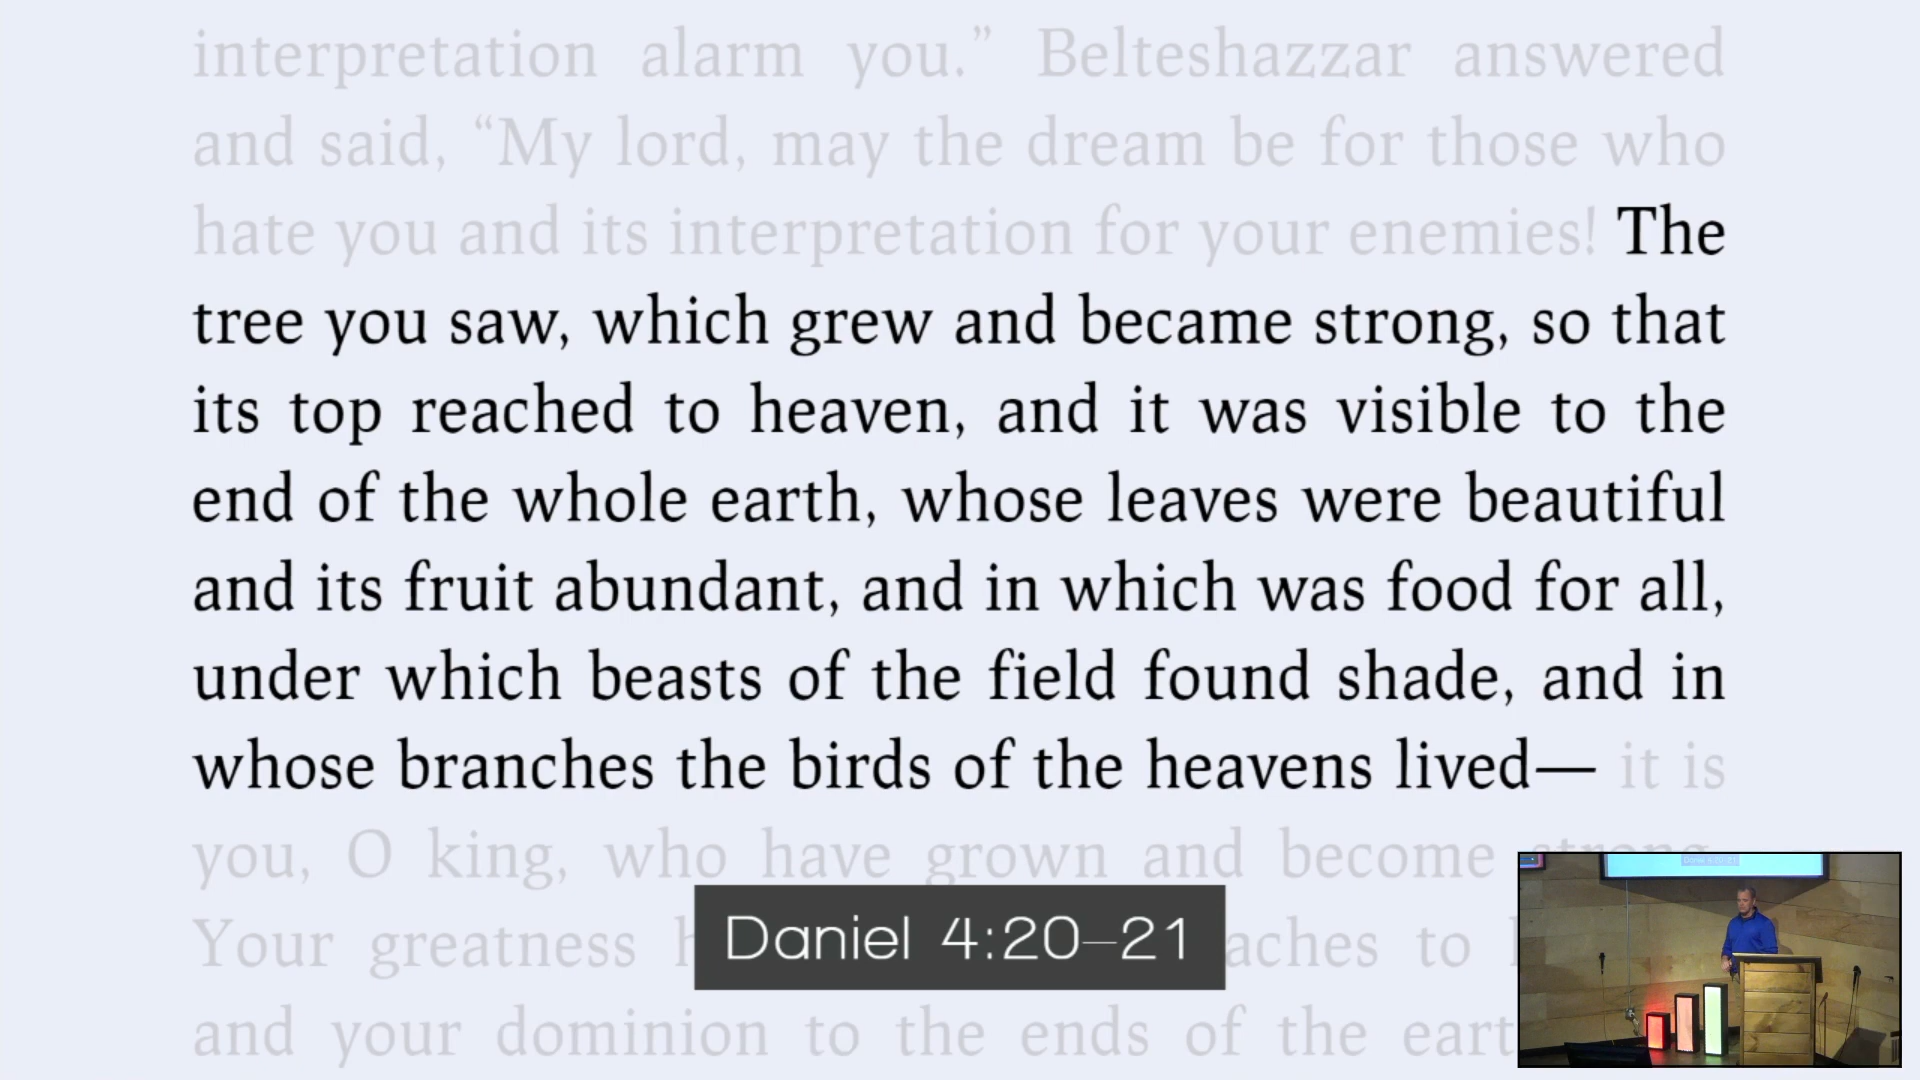 interpretation alarm you.” Belteshazzar answered
and said, “My lord, may the dream be for those who
hate you and its interpretation for your enemies! The
tree you saw, which grew and became strong, so that
its top reached to heaven, and it was visible to the
end of the whole earth, whose leaves were beautiful
and its fruit abundant, and in which was food for all,
under which beasts of the field found shade, and in
whose branches the birds of the heavens lived— it is
you, O king, who have grown and become strong.
Your greatness
to
Daniel 4:20–21
and your dominion to the ends of the